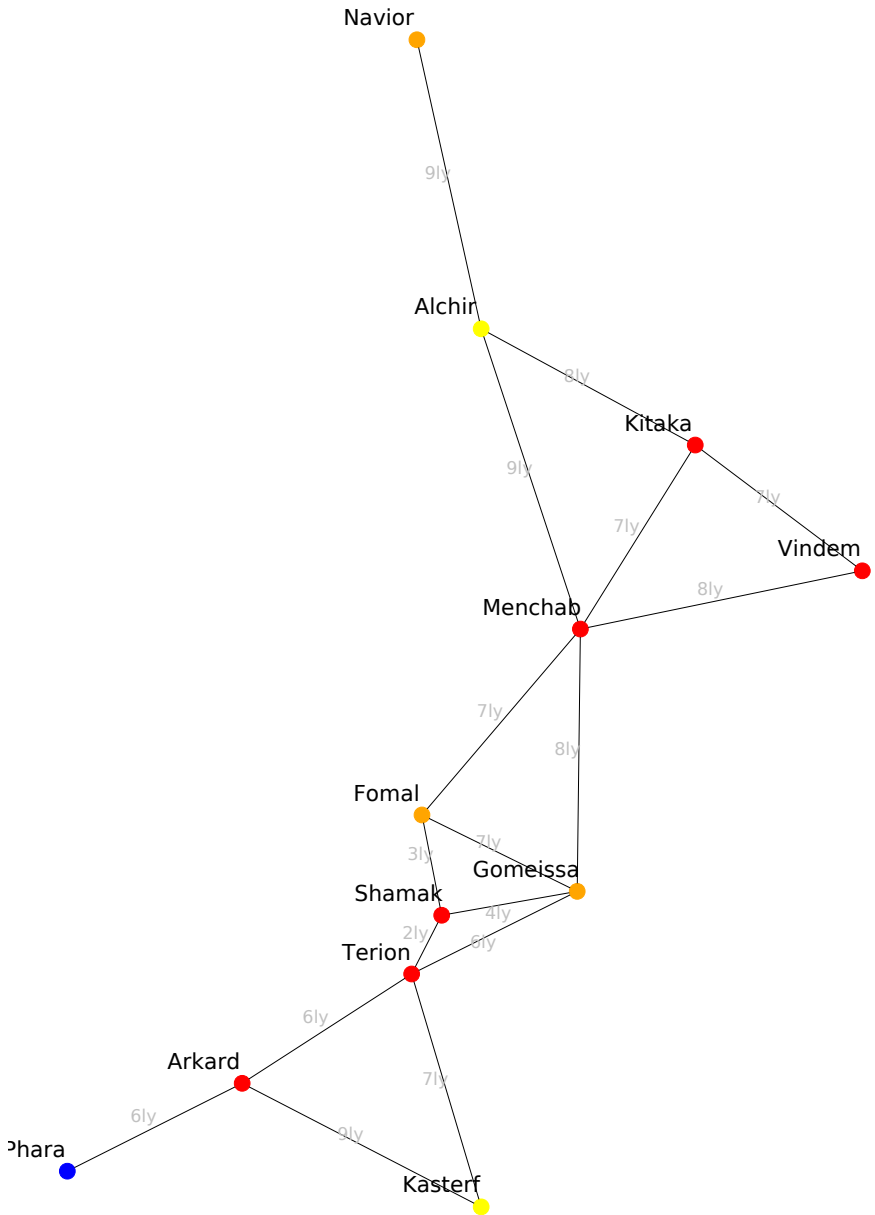 Navior
9ly
Alchir
8ly
Kitaka
9ly
7ly
7ly
Vindem
8ly
Menchab
7ly
8ly
Fomal
7ly
3ly
Gomeissa
Shamak
4ly
2ly
6ly
Terion
6ly
Arkard
7ly
6ly
9ly
Phara
Kasterf